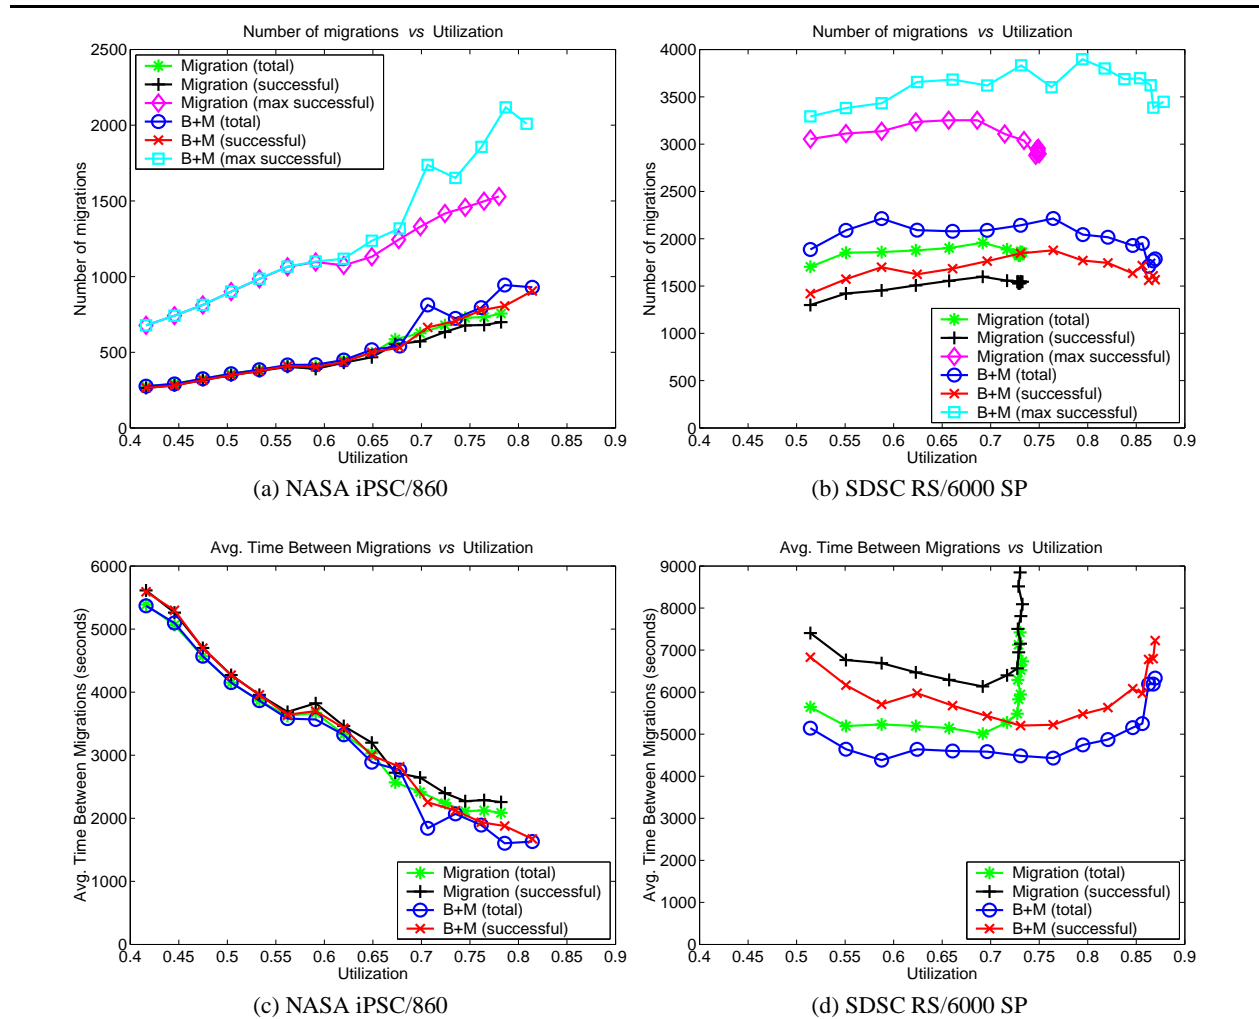 Number of migrations vs Utilization
2500
2000
1500
1000
500
0
Number of migrations
Migration (total)
Migration (successful)
Migration (max successful)
B+M (total)
B+M (successful)
B+M (max successful)
0.4 0.45 0.5 0.55 0.6 0.65 0.7 0.75 0.8 0.85 0.9
Utilization
(a) NASA iPSC/860
Number of migrations vs Utilization
4000
3500
3000
2500
2000
1500
1000
500
0
Number of migrations
Migration (total)
Migration (successful)
Migration (max successful)
B+M (total)
B+M (successful)
B+M (max successful)
0.4 0.45 0.5 0.55 0.6 0.65 0.7 0.75 0.8 0.85 0.9
Utilization
(b) SDSC RS/6000 SP
Avg. Time Between Migrations vs Utilization
6000
5000
4000
3000
2000
1000
0
Avg. Time Between Migrations (seconds)
Migration (total)
Migration (successful)
B+M (total)
B+M (successful)
0.4 0.45 0.5 0.55 0.6 0.65 0.7 0.75 0.8 0.85 0.9
Utilization
(c) NASA iPSC/860
Avg. Time Between Migrations vs Utilization
9000
8000
7000
6000
5000
4000
3000
2000
1000
0
Avg. Time Between Migrations (seconds)
Migration (total)
Migration (successful)
B+M (total)
B+M (successful)
0.4 0.45 0.5 0.55 0.6 0.65 0.7 0.75 0.8 0.85 0.9
Utilization
(d) SDSC RS/6000 SP